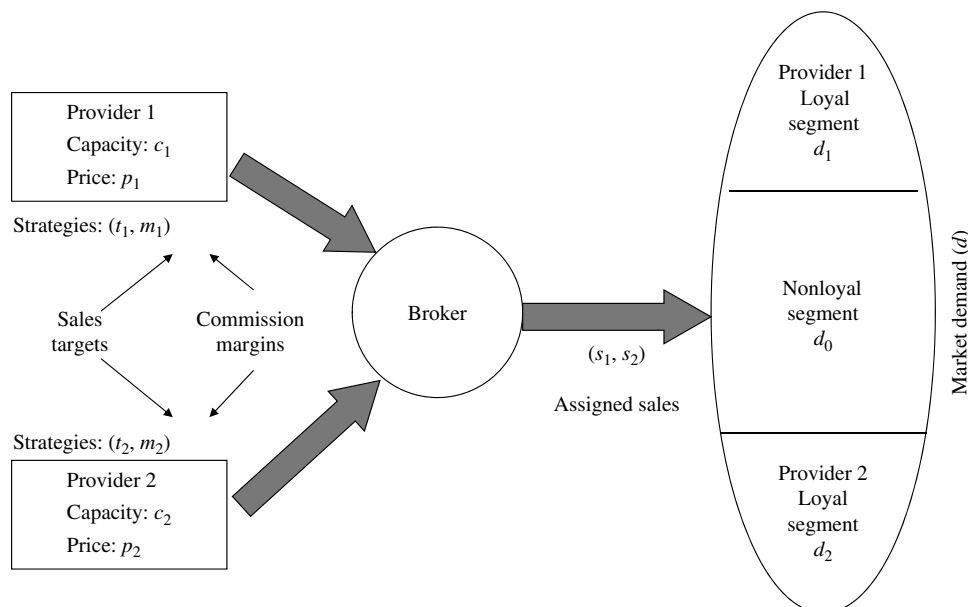 Provider 1
Capacity: c₁
Price: p₁
Strategies: (t₁, m₁)
Sales
targets
Commission
margins
Strategies: (t₂, m₂)
Provider 2
Capacity: c₂
Price: p₂
Broker
(s₁, s₂)
Assigned sales
Provider 1
Loyal
segment
d₁
Nonloyal
segment
d₀
Provider 2
Loyal
segment
d₂
Market demand (d)